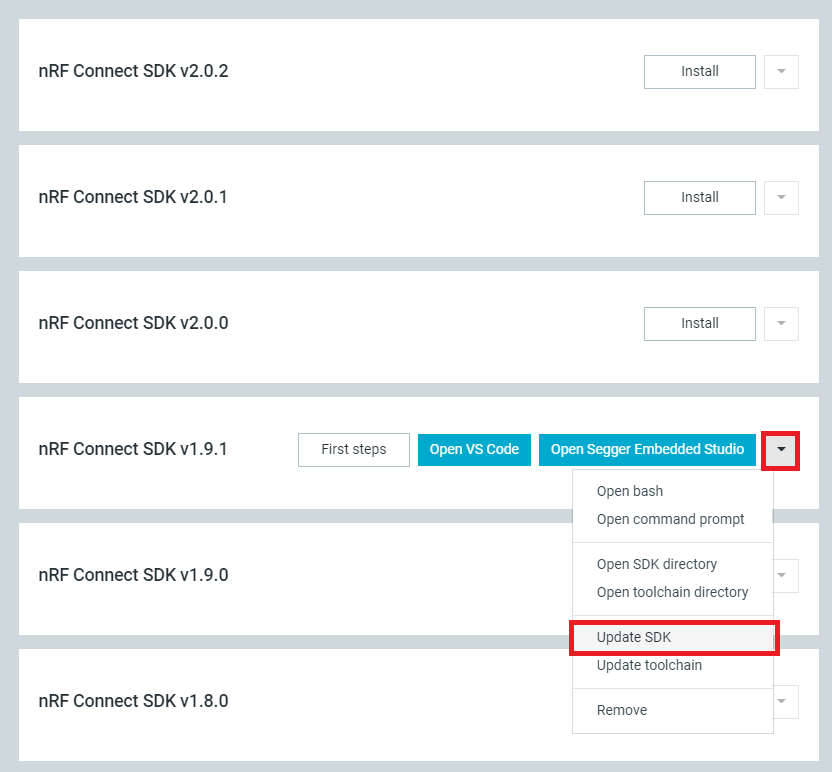 nRF Connect SDK v2.0.2
Install
nRF Connect SDK v2.0.1
Install
nRF Connect SDK v2.0.0
Install
nRF Connect SDK v1.9.1
First steps
Open VS Code
Open Segger Embedded Studio
Open bash
Open command prompt
Open SDK directory
Open toolchain directory
Update SDK
Update toolchain
Remove
nRF Connect SDK v1.9.0
nRF Connect SDK v1.8.0